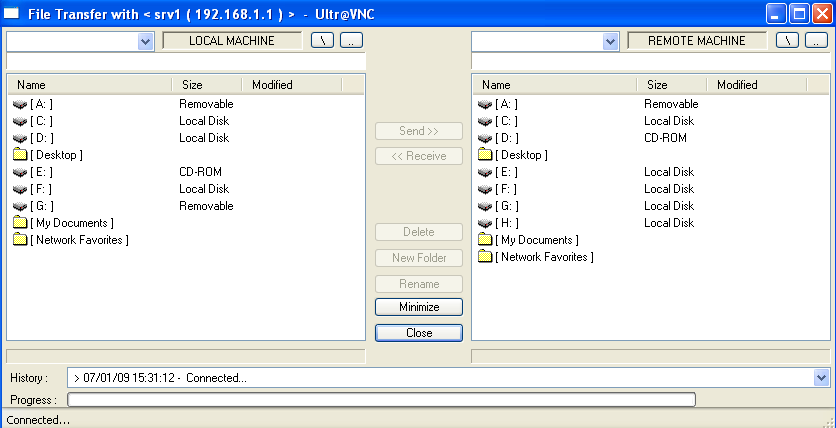 File Transfer with < srv1 ( 192.168.1.1 ) > - Ultr@VNC
LOCAL MACHINE \ ..
REMOTE MACHINE \ ..
Name Size Modified
[ A: ] Removable
[ C: ] Local Disk
[ D: ] Local Disk
[ Desktop ]
[ E: ] CD-ROM
[ F: ] Local Disk
[ G: ] Removable
[ My Documents ]
[ Network Favorites ]
Send >>
<< Receive
Delete
New Folder
Rename
Minimize
Close
Name Size Modified
[ A: ] Removable
[ C: ] Local Disk
[ D: ] CD-ROM
[ Desktop ]
[ E: ] Local Disk
[ F: ] Local Disk
[ G: ] Local Disk
[ H: ] Local Disk
[ My Documents ]
[ Network Favorites ]
History : > 07/01/09 15:31:12 - Connected...
Progress :
Connected...